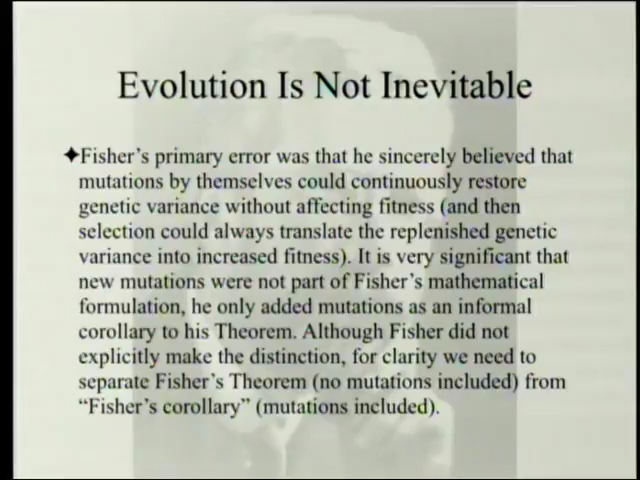 Evolution Is Not Inevitable
✦Fisher's primary error was that he sincerely believed that
mutations by themselves could continuously restore
genetic variance without affecting fitness (and then
selection could always translate the replenished genetic
variance into increased fitness). It is very significant that
new mutations were not part of Fisher's mathematical
formulation, he only added mutations as an informal
corollary to his Theorem. Although Fisher did not
explicitly make the distinction, for clarity we need to
separate Fisher's Theorem (no mutations included) from
"Fisher's corollary" (mutations included).